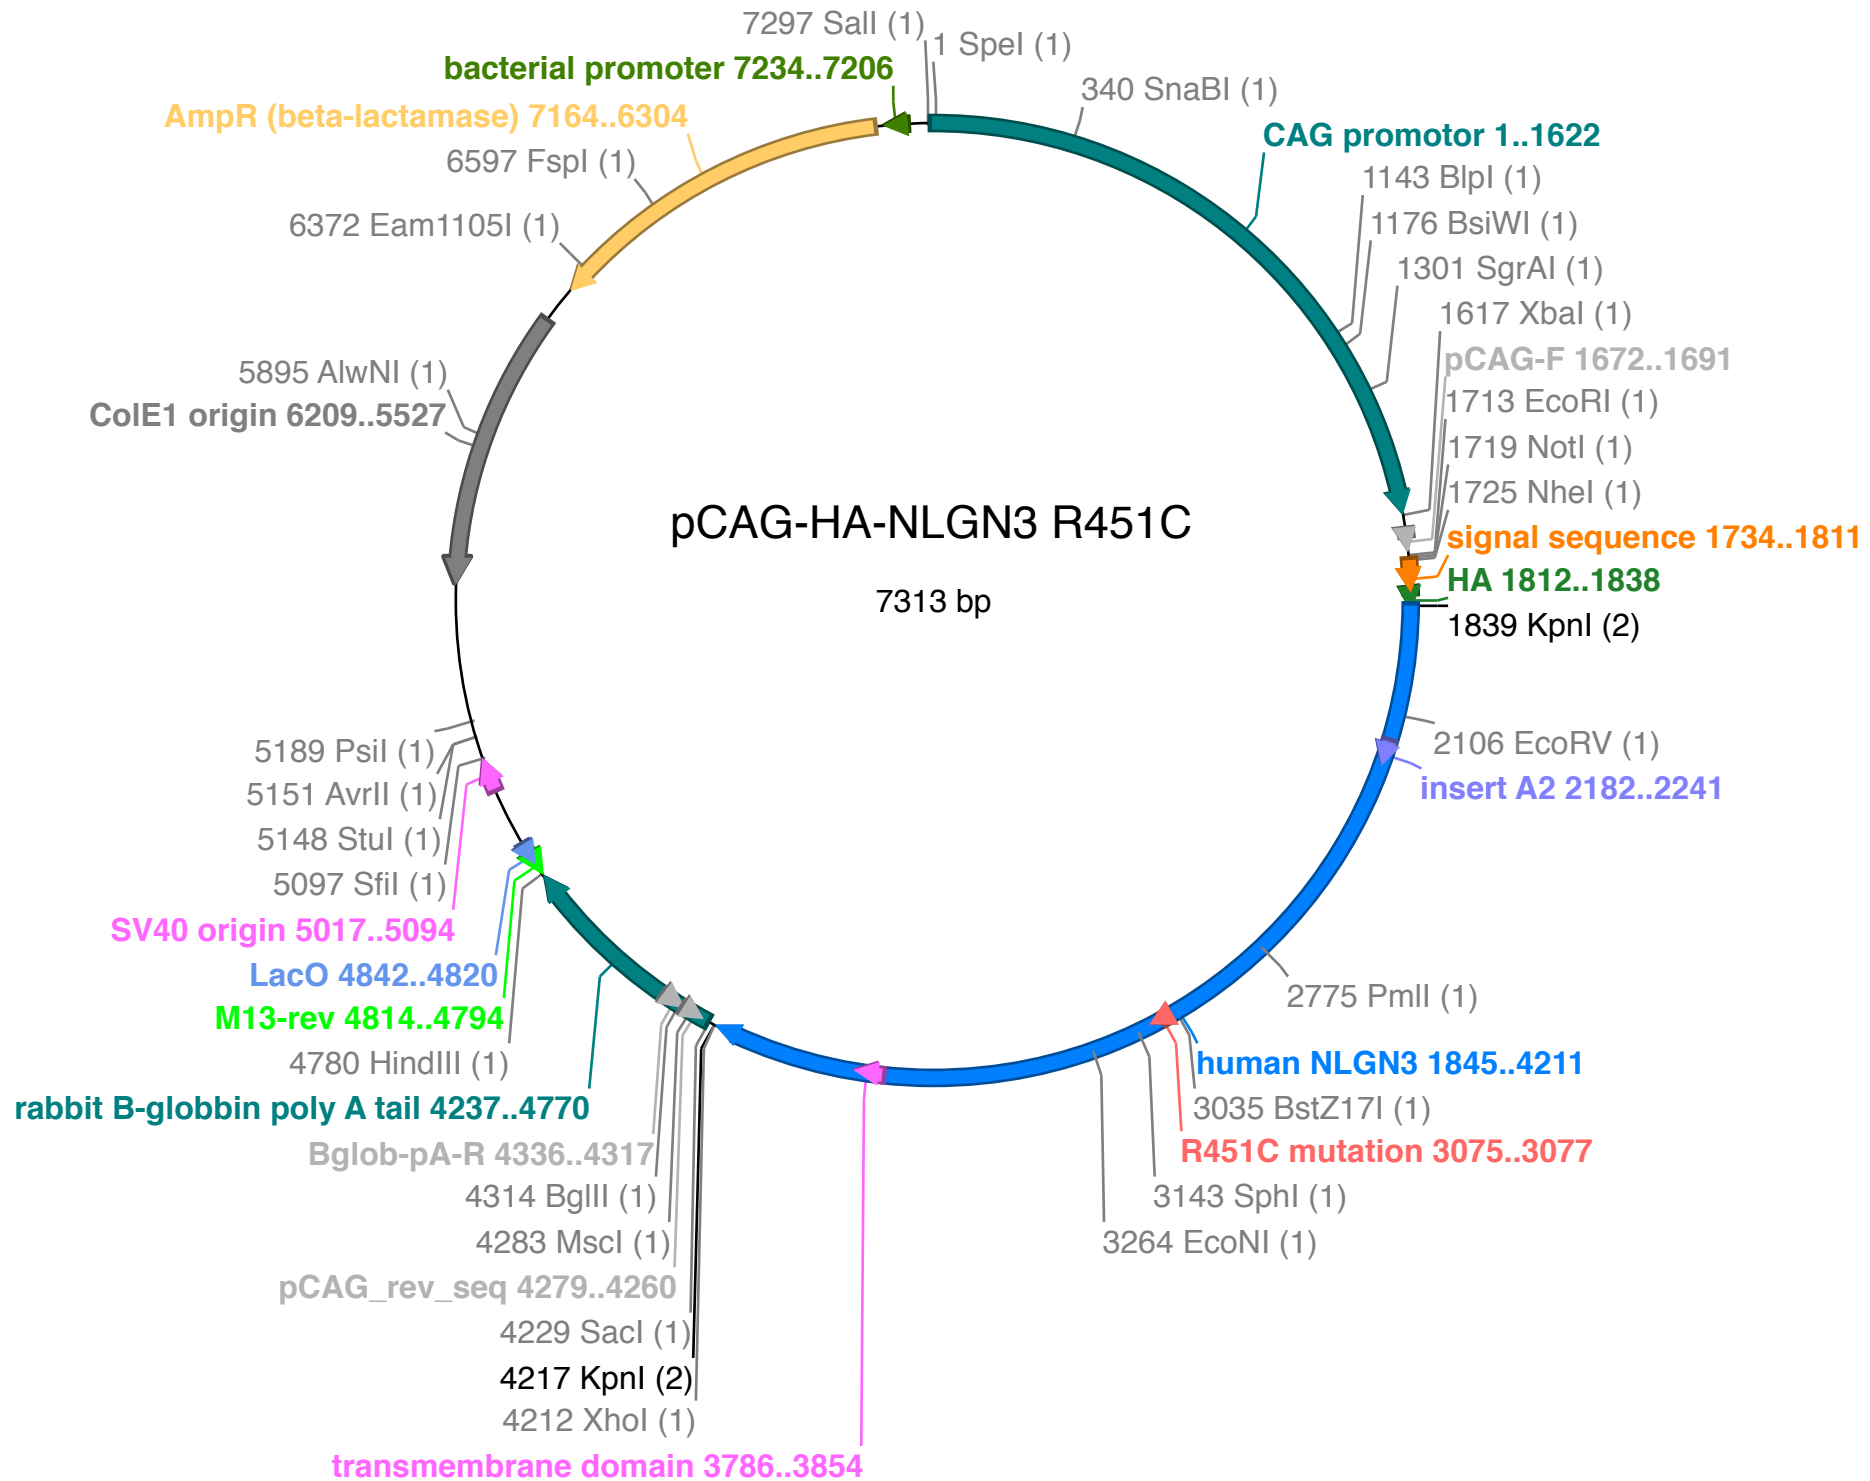 7297 SalI (1)
1 SpeI (1)
bacterial promoter 7234..7206
340 SnaBI (1)
AmpR (beta-lactamase) 7164..6304
CAG promotor 1..1622
6597 FspI (1)
1143 BlpI (1)
6372 Eam1105I (1)
1176 BsiWI (1)
1301 SgrAI (1)
1617 XbaI (1)
pCAG-F 1672..1691
5895 AlwNI (1)
1713 EcoRI (1)
ColE1 origin 6209..5527
1719 NotI (1)
1725 NheI (1)
pCAG-HA-NLGN3 R451C
signal sequence 1734..1811
HA 1812..1838
7313 bp
1839 KpnI (2)
5189 PsiI (1)
2106 EcoRV (1)
5151 AvrII (1)
insert A2 2182..2241
5148 StuI (1)
5097 SfiI (1)
SV40 origin 5017..5094
LacO 4842..4820
2775 PmlI (1)
M13-rev 4814..4794
4780 HindIII (1)
human NLGN3 1845..4211
rabbit B-globbin poly A tail 4237..4770
3035 BstZ17I (1)
Bglob-pA-R 4336..4317
R451C mutation 3075..3077
4314 BglII (1)
3143 SphI (1)
4283 MscI (1)
3264 EcoNI (1)
pCAG_rev_seq 4279..4260
4229 SacI (1)
4217 KpnI (2)
4212 XhoI (1)
transmembrane domain 3786..3854